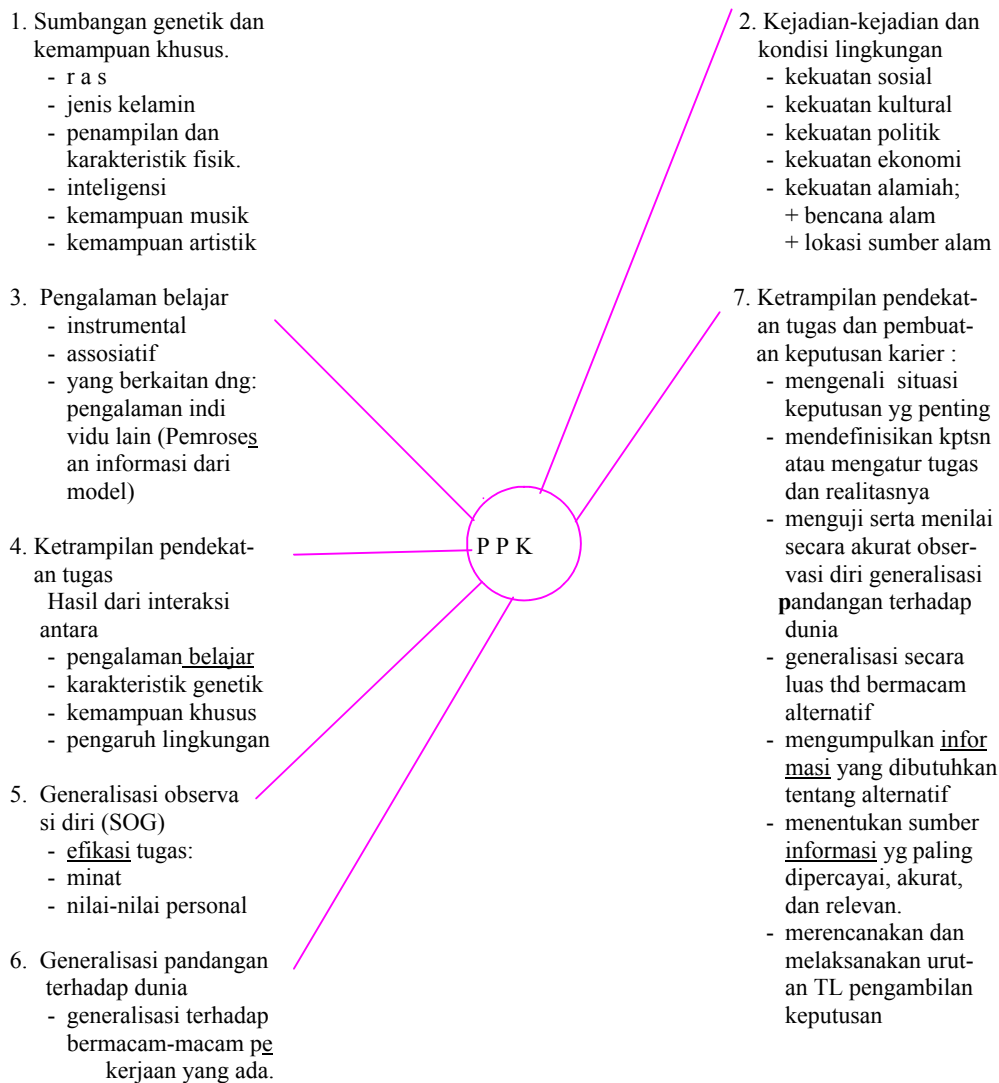 1. Sumbangan genetik dan
kemampuan khusus.
- r a s
- jenis kelamin
- penampilan dan
karakteristik fisik.
- inteligensi
- kemampuan musik
- kemampuan artistik
2. Kejadian-kejadian dan
kondisi lingkungan
- kekuatan sosial
- kekuatan kultural
- kekuatan politik
- kekuatan ekonomi
- kekuatan alamiah;
+ bencana alam
+ lokasi sumber alam
3. Pengalaman belajar
- instrumental
- assosiatif
- yang berkaitan dng:
pengalaman indi
vidu lain (Pemroses
an informasi dari
model)
4. Ketrampilan pendekat-
an tugas
Hasil dari interaksi
antara
- pengalaman belajar
- karakteristik genetik
- kemampuan khusus
- pengaruh lingkungan
5. Generalisasi observa
si diri (SOG)
- efikasi tugas:
- minat
- nilai-nilai personal
6. Generalisasi pandangan
terhadap dunia
- generalisasi terhadap
bermacam-macam pe
kerjaan yang ada.
P P K
7. Ketrampilan pendekat-
an tugas dan pembuat-
an keputusan karier :
- mengenali situasi
keputusan yg penting
- mendefinisikan kptsn
atau mengatur tugas
dan realitasnya
- menguji serta menilai
secara akurat obser-
vasi diri generalisasi
pandangan terhadap
dunia
- generalisasi secara
luas thd bermacam
alternatif
- mengumpulkan infor
masi yang dibutuhkan
tentang alternatif
- menentukan sumber
informasi yg paling
dipercayai, akurat,
dan relevan.
- merencanakan dan
melaksanakan urut-
an TL pengambilan
keputusan